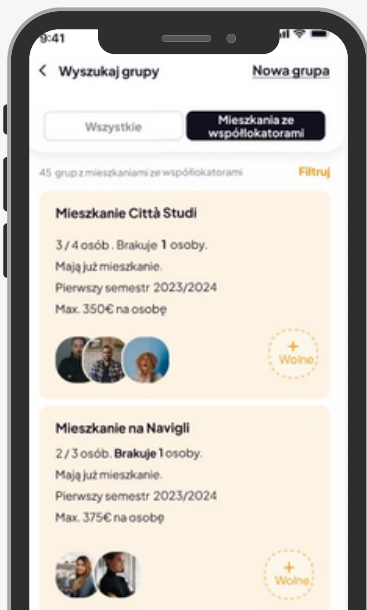 9:41
Wyszukaj grupy
Nowa grupa
Wszystkie
Mieszkania ze
współlokatorami
45 grup z mieszkaniami ze współlokatorami
Filtruj
Mieszkanie Città Studi
3/4 osób. Brakuje 1 osoby.
Mają już mieszkanie.
Pierwszy semestr 2023/2024
Max. 350€ na osobę
+
Wolne
Mieszkanie na Navigli
2/3 osób. Brakuje 1 osoby.
Mają już mieszkanie.
Pierwszy semestr 2023/2024
Max. 375€ na osobę
+
Wolne